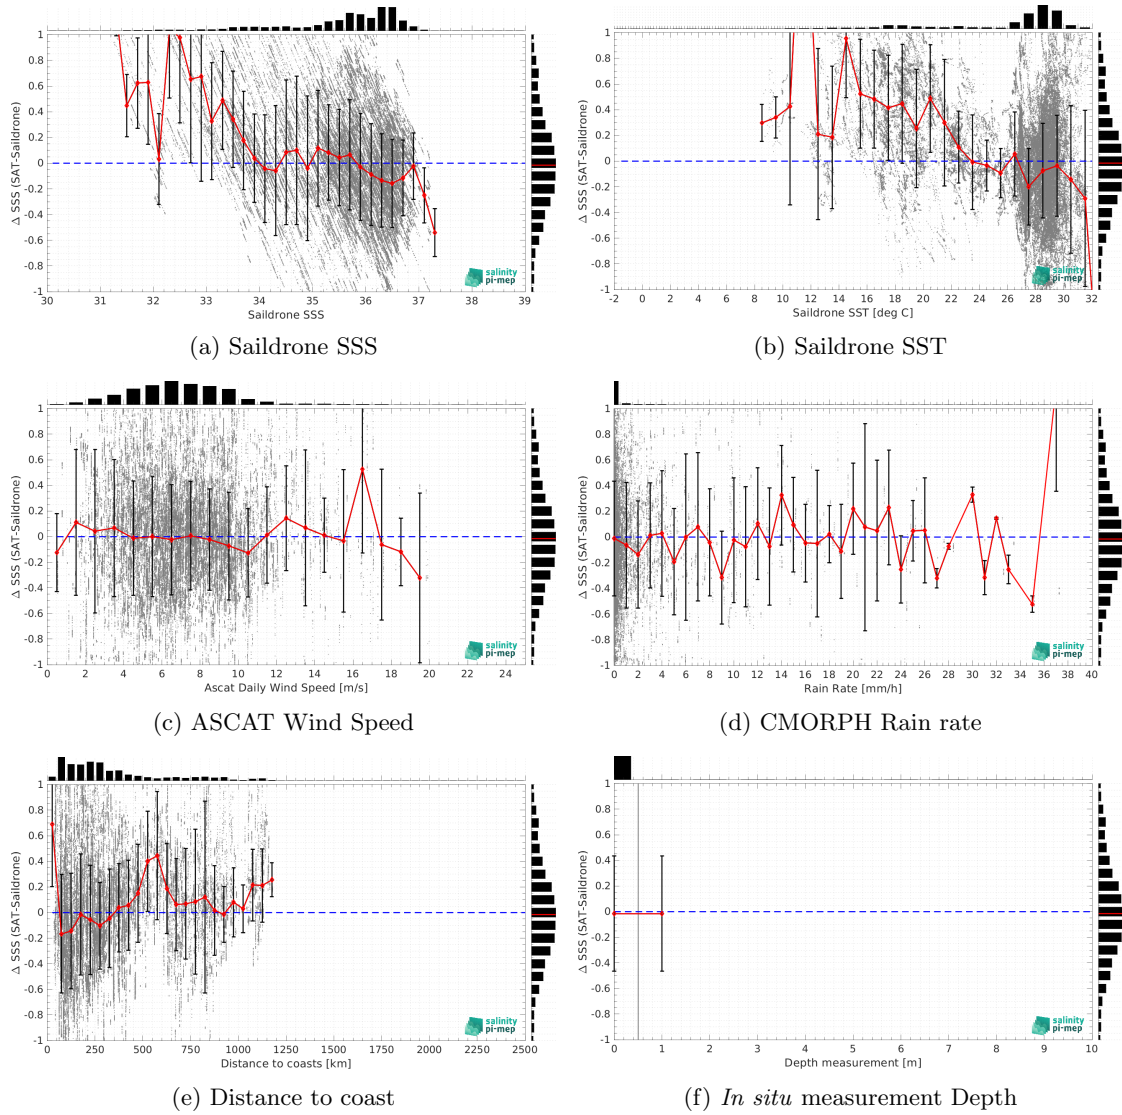 1
0.8
0.6
0.4
0.2
0
-0.2
-0.4
-0.6
-0.8
-1
Δ SSS (SAT-Saildrone)
30 31 32 33 34 35 36 37 38 39
Saildrone SSS
salinity
pi-mep
(a) Saildrone SSS
1
0.8
0.6
0.4
0.2
0
-0.2
-0.4
-0.6
-0.8
-1
Δ SSS (SAT-Saildrone)
-2 0 2 4 6 8 10 12 14 16 18 20 22 24 26 28 30 32
Saildrone SST [deg C]
salinity
pi-mep
(b) Saildrone SST
1
0.8
0.6
0.4
0.2
0
-0.2
-0.4
-0.6
-0.8
-1
Δ SSS (SAT-Saildrone)
0 2 4 6 8 10 12 14 16 18 20 22 24
Ascat Daily Wind Speed [m/s]
salinity
pi-mep
(c) ASCAT Wind Speed
1
0.8
0.6
0.4
0.2
0
-0.2
-0.4
-0.6
-0.8
-1
Δ SSS (SAT-Saildrone)
0 2 4 6 8 10 12 14 16 18 20 22 24 26 28 30 32 34 36 38 40
Rain Rate [mm/h]
salinity
pi-mep
(d) CMORPH Rain rate
1
0.8
0.6
0.4
0.2
0
-0.2
-0.4
-0.6
-0.8
-1
Δ SSS (SAT-Saildrone)
0 250 500 750 1000 1250 1500 1750 2000 2250 2500
Distance to coasts [km]
salinity
pi-mep
(e) Distance to coast
1
0.8
0.6
0.4
0.2
0
-0.2
-0.4
-0.6
-0.8
-1
Δ SSS (SAT-Saildrone)
0 1 2 3 4 5 6 7 8 9 10
Depth measurement [m]
salinity
pi-mep
(f) In situ measurement Depth